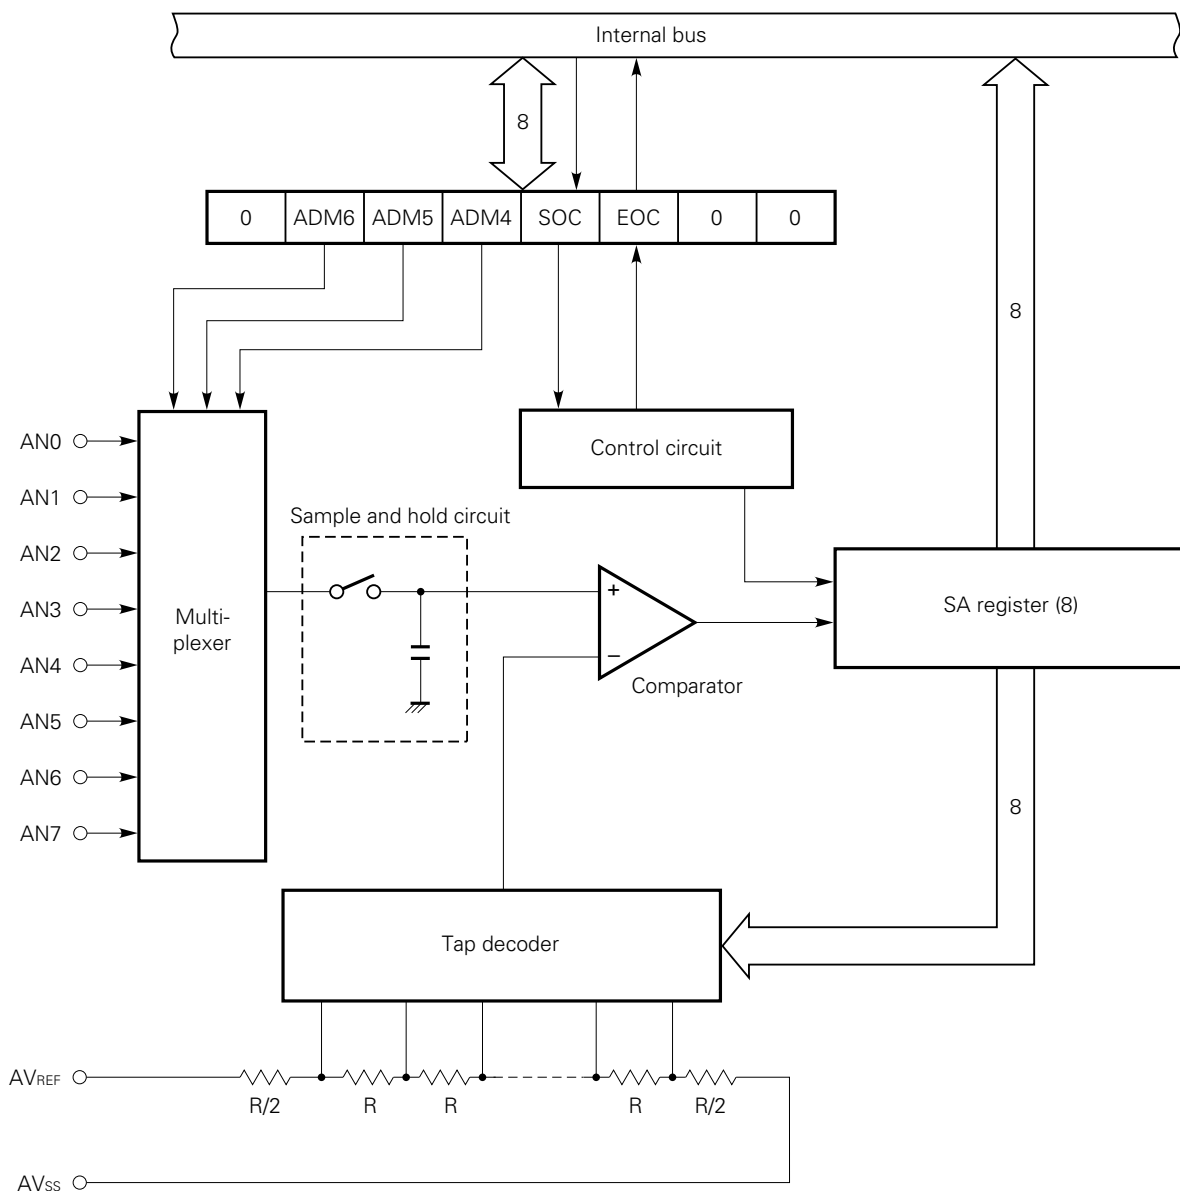 Internal bus
8
0 ADM6 ADM5 ADM4 SOC EOC 0 0
8
AN0
AN1
AN2
AN3
AN4
AN5
AN6
AN7
Multi-
plexer
Control circuit
Sample and hold circuit
+
−
Comparator
SA register (8)
8
Tap decoder
AVREF
R/2 R R R R/2
AVSS